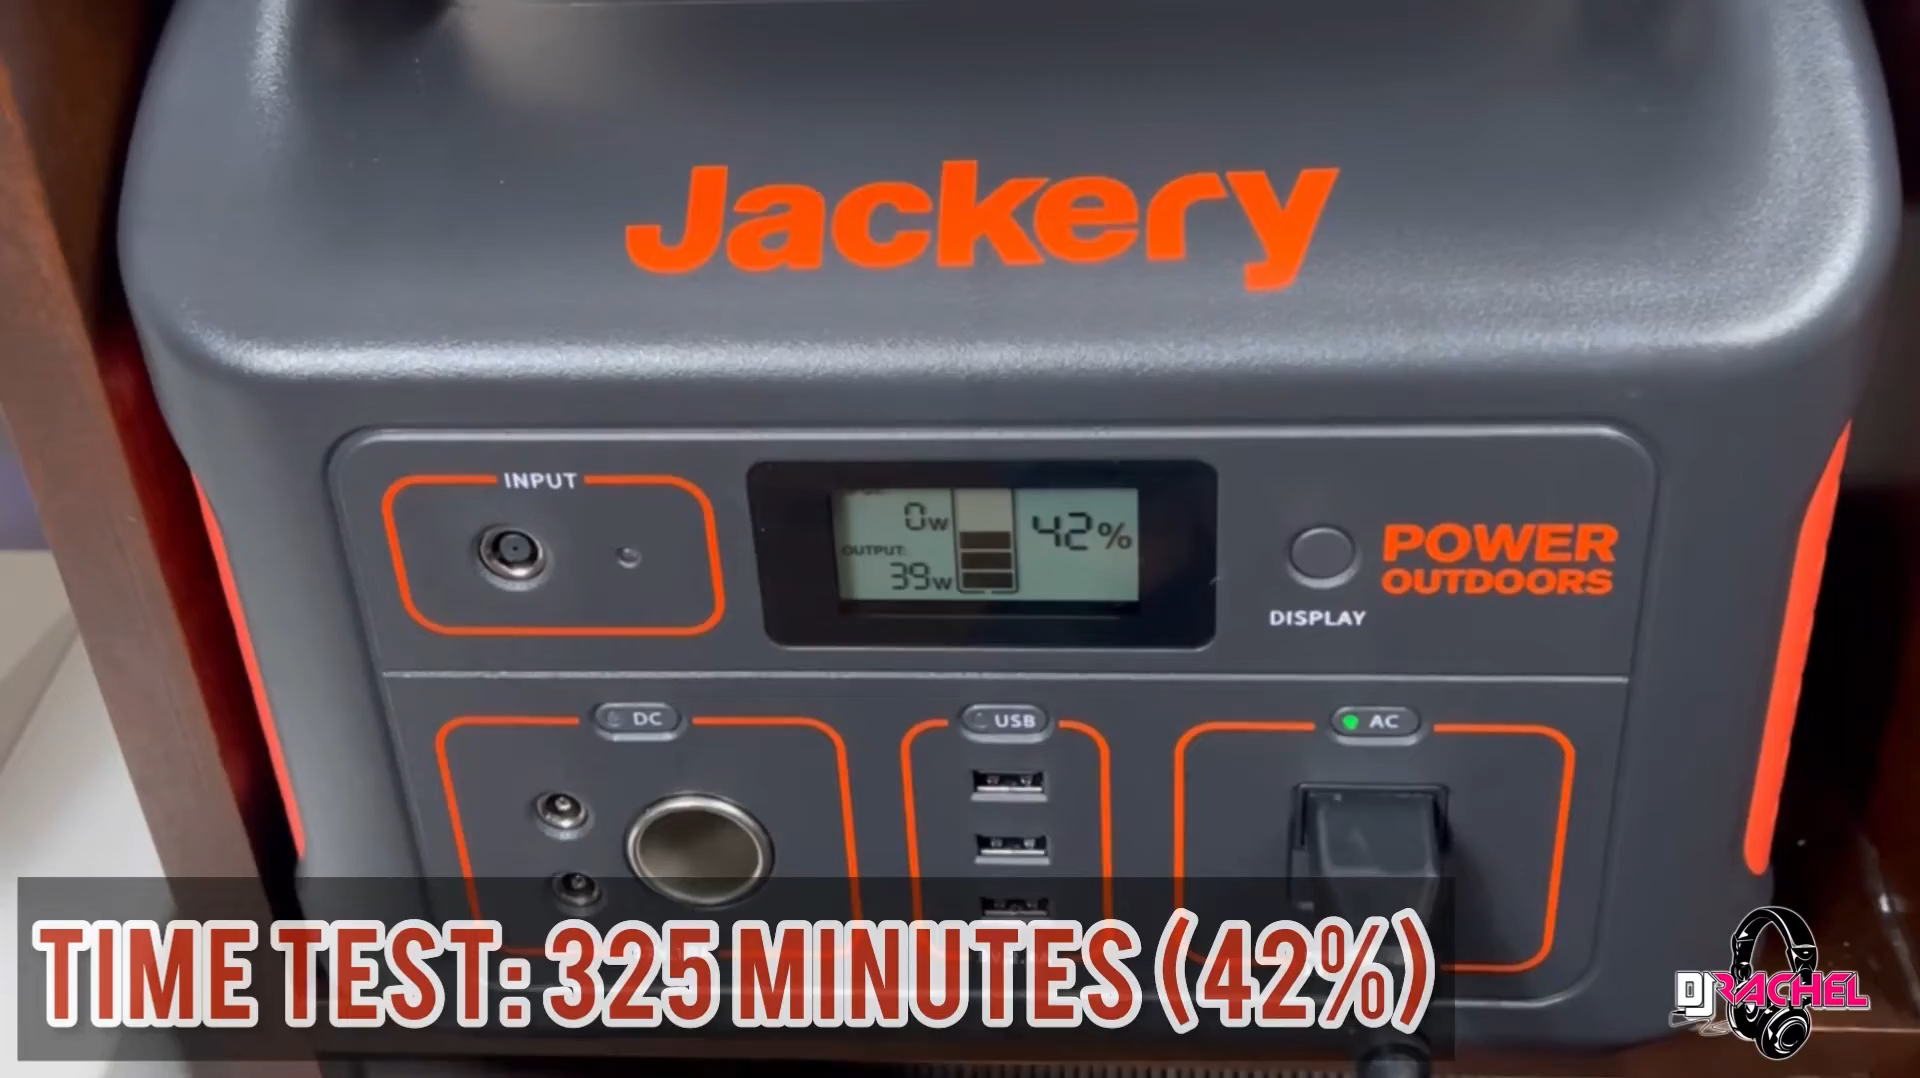 Jackery
INPUT
0w
42%
OUTPUT:
39w
POWER
OUTDOORS
DISPLAY
DC
USB
AC
TIME TEST: 325 MINUTES (42%)
DJ RACHEL